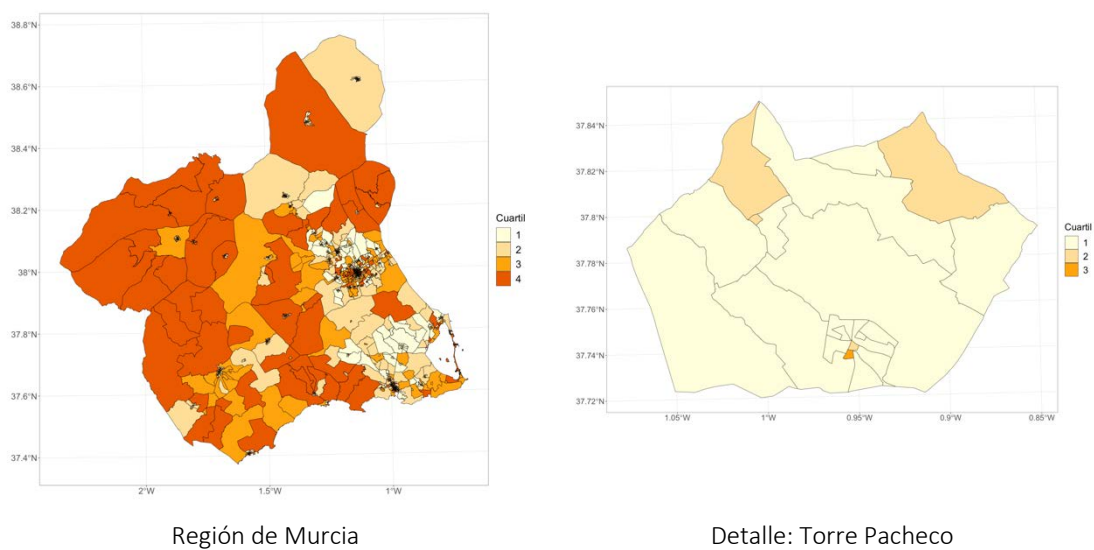 38.8°N
38.6°N
38.4°N
38.2°N
38°N
37.8°N
37.6°N
37.4°N
2°W
1.5°W
1°W
Cuartil
1
2
3
4
Región de Murcia
37.84°N
37.82°N
37.8°N
37.78°N
37.76°N
37.74°N
37.72°N
1.05°W
1°W
0.95°W
0.9°W
0.85°W
Cuartil
1
2
3
Detalle: Torre Pacheco